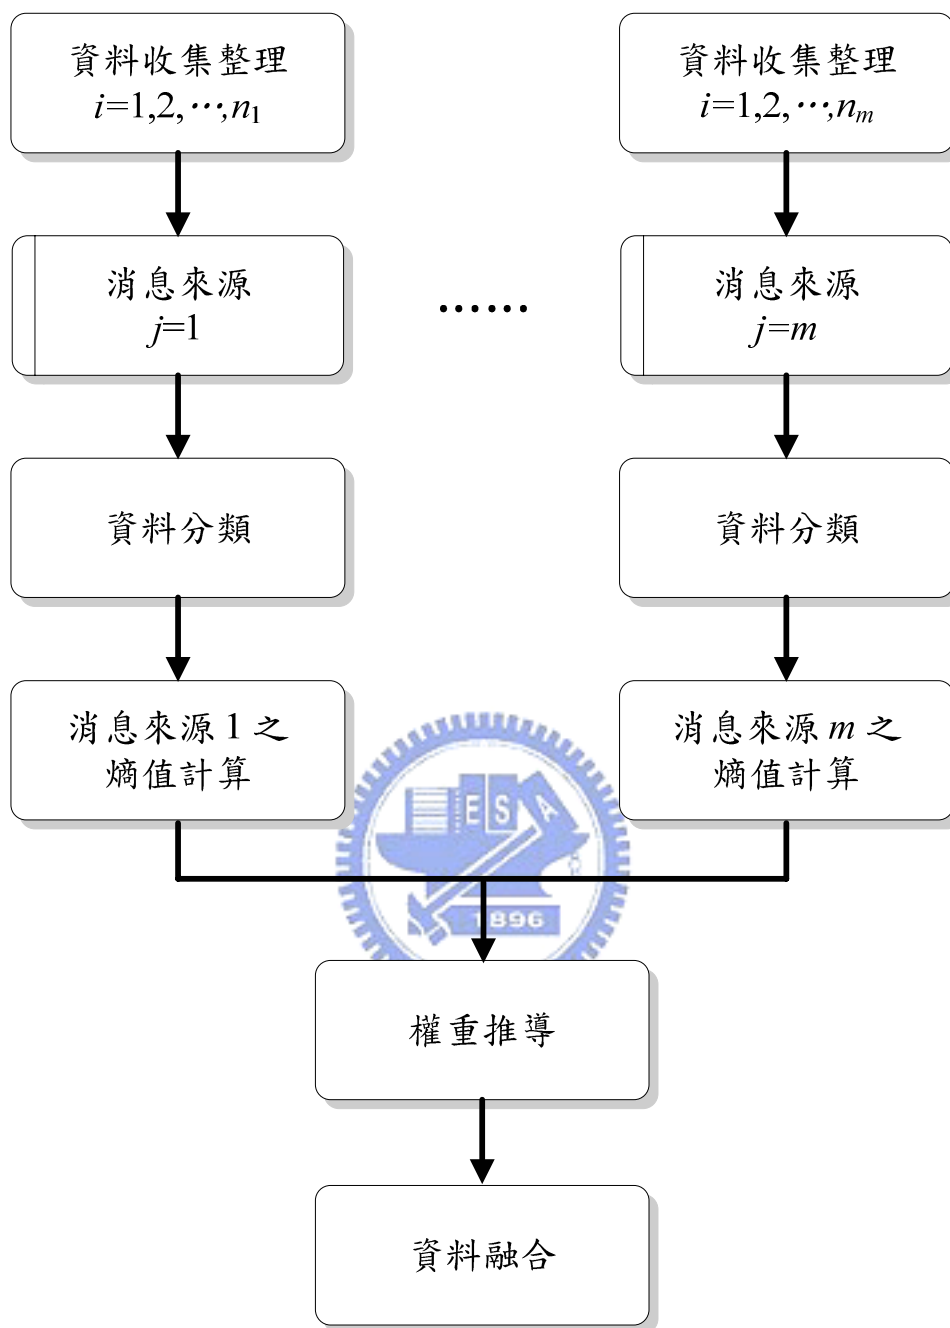 資料收集整理
i=1,2,…,n1
資料收集整理
i=1,2,…,nm
消息來源
j=1
……
消息來源
j=m
資料分類
資料分類
消息來源 1 之
熵值計算
消息來源 m 之
熵值計算
E S A
1896
權重推導
資料融合